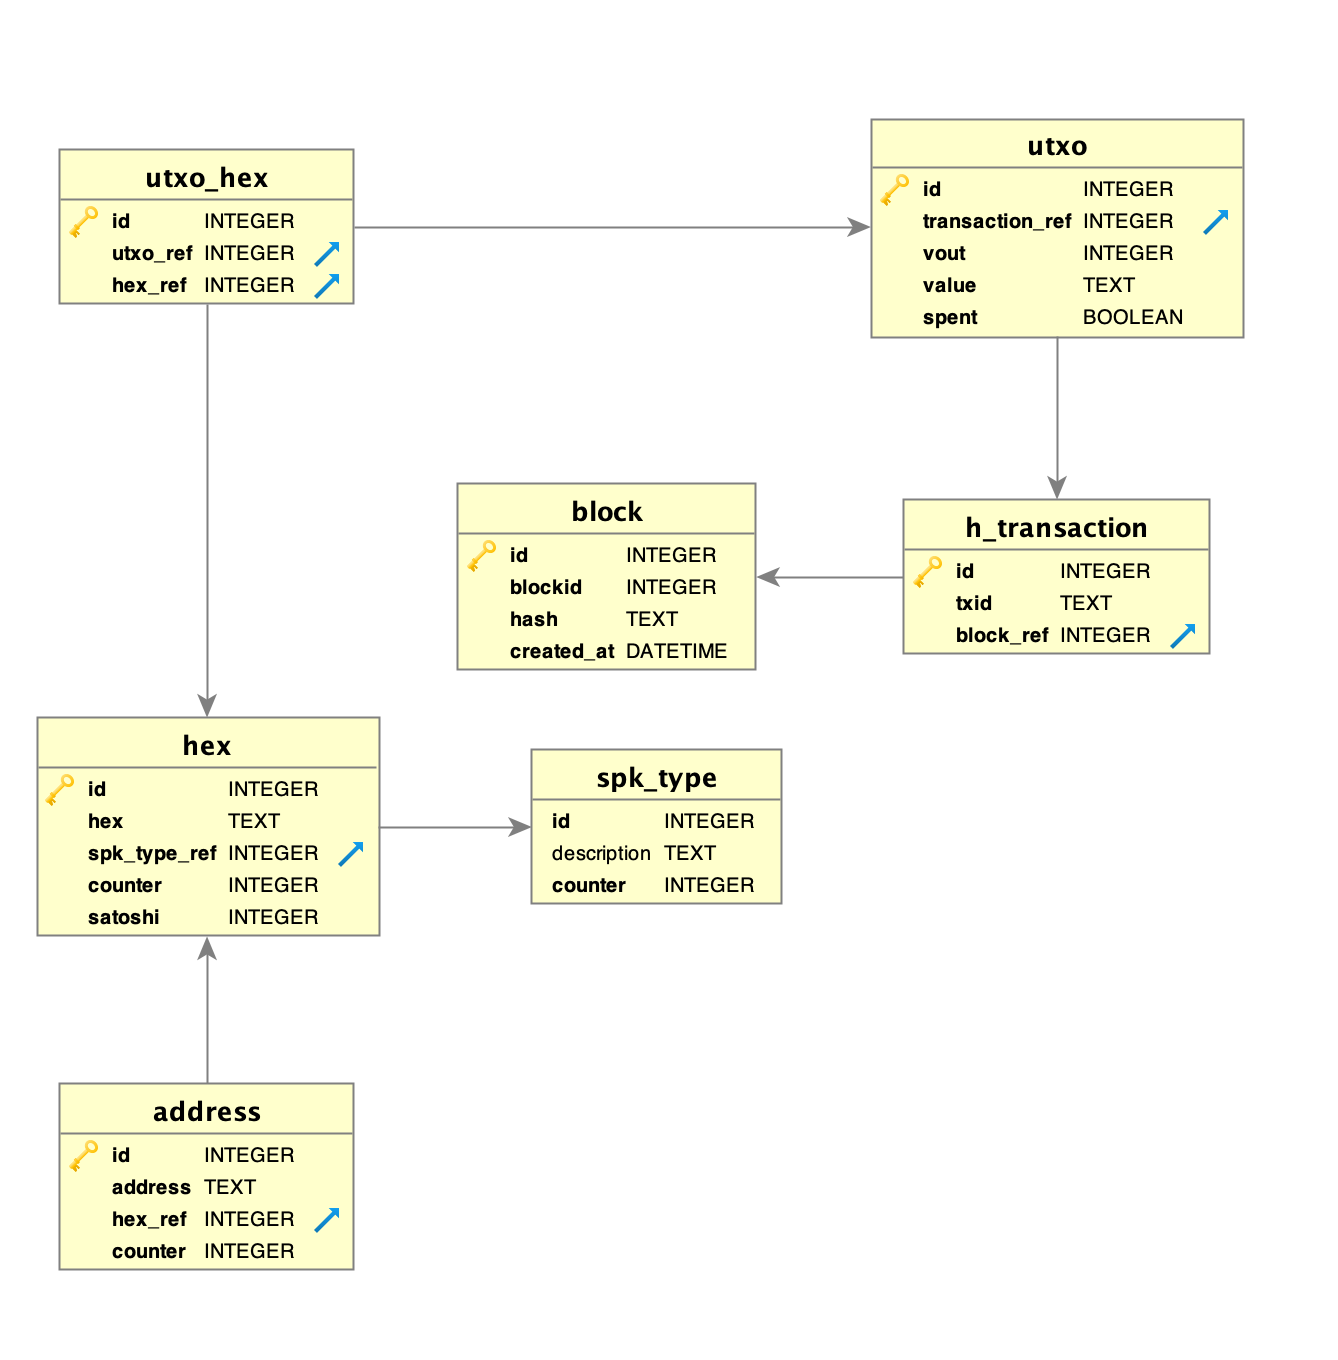 utxo_hex
id INTEGER
utxo_ref INTEGER
hex_ref INTEGER
utxo
id INTEGER
transaction_ref INTEGER
vout INTEGER
value TEXT
spent BOOLEAN
block
id INTEGER
blockid INTEGER
hash TEXT
created_at DATETIME
h_transaction
id INTEGER
txid TEXT
block_ref INTEGER
hex
id INTEGER
hex TEXT
spk_type_ref INTEGER
counter INTEGER
satoshi INTEGER
spk_type
id INTEGER
description TEXT
counter INTEGER
address
id INTEGER
address TEXT
hex_ref INTEGER
counter INTEGER